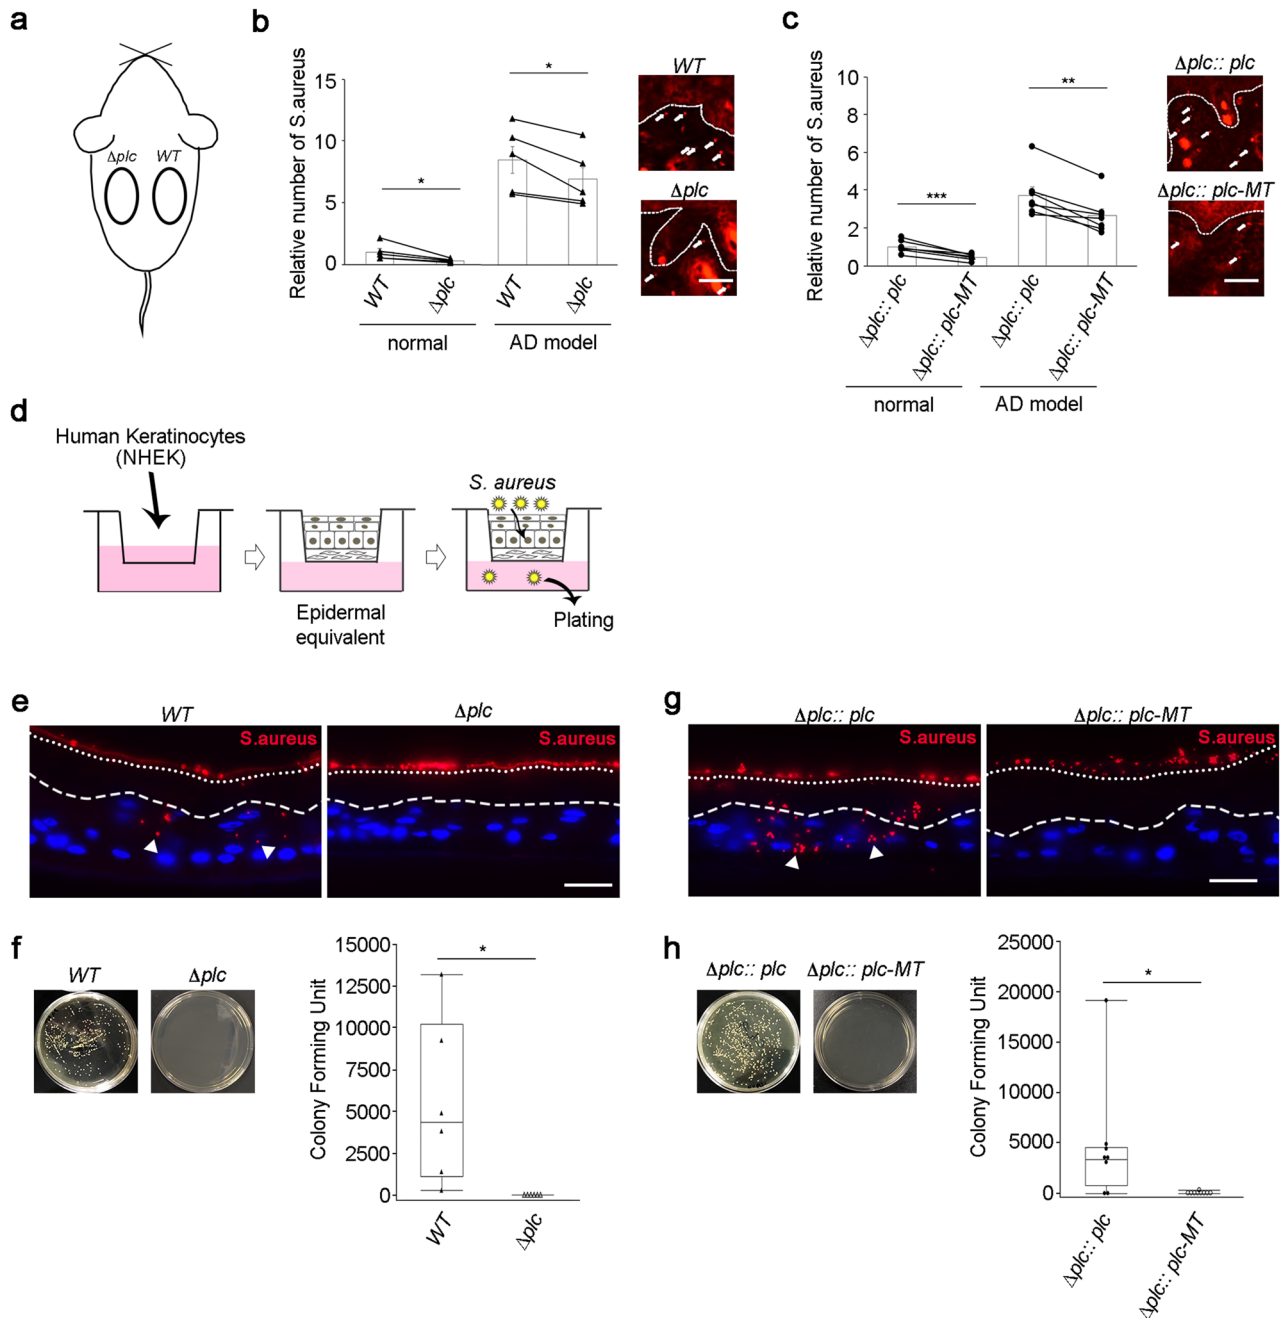 a
Δplc
WT
b
Relative number of S.aureus
15
10
5
0
*
*
WT
Δplc
WT
Δplc
normal
AD model
WT
Δplc
c
Relative number of S.aureus
10
8
6
4
2
0
***
**
Δplc:: plc
Δplc:: plc-MT
Δplc:: plc
Δplc:: plc-MT
normal
AD model
Δplc:: plc
Δplc:: plc-MT
d
Human Keratinocytes
(NHEK)
Epidermal
equivalent
S. aureus
Plating
e
WT
Δplc
S.aureus
S.aureus
g
Δplc:: plc
Δplc:: plc-MT
S.aureus
S.aureus
f
WT
Δplc
Colony Forming Unit
15000
12500
10000
7500
5000
2500
0
*
WT
Δplc
h
Δplc:: plc
Δplc:: plc-MT
Colony Forming Unit
25000
20000
15000
10000
5000
0
*
Δplc:: plc
Δplc:: plc-MT